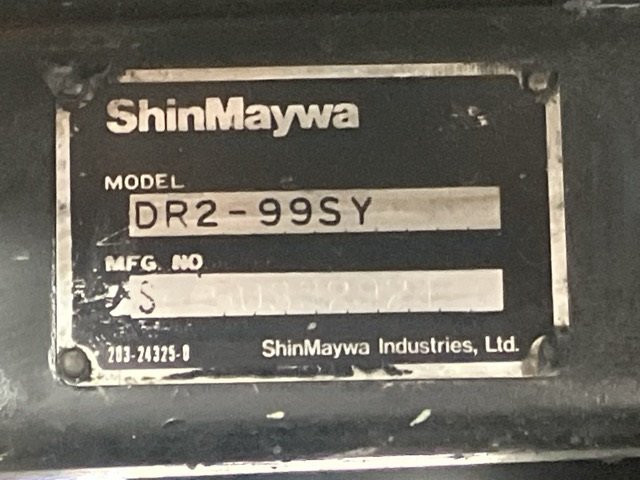 ShinMaywa
MODEL
DR2-99SY
MFG. NO
S
203-24325-0
ShinMaywa Industries, Ltd.